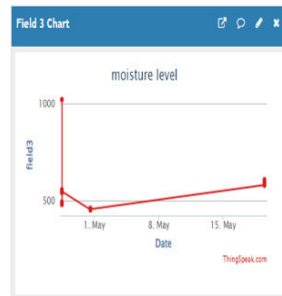 Field 3 Chart
moisture level
1000
field3
500
1. May 8. May 15. May
Date
ThingSpeak.com